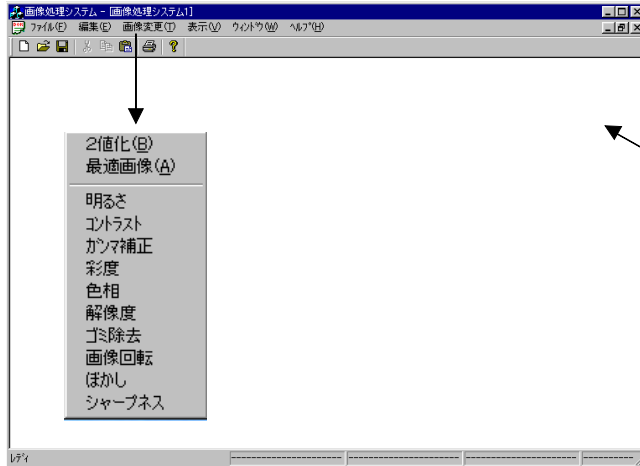 画像処理システム - [画像処理システム1]
ファイル(F) 編集(E) 画像変更(T) 表示(V) ウィンドウ(W) ヘルプ(H)
2値化(B)
最適画像(A)
明るさ
コントラスト
ガンマ補正
彩度
色相
解像度
ゴミ除去
画像回転
ぼかし
シャープネス
レディ